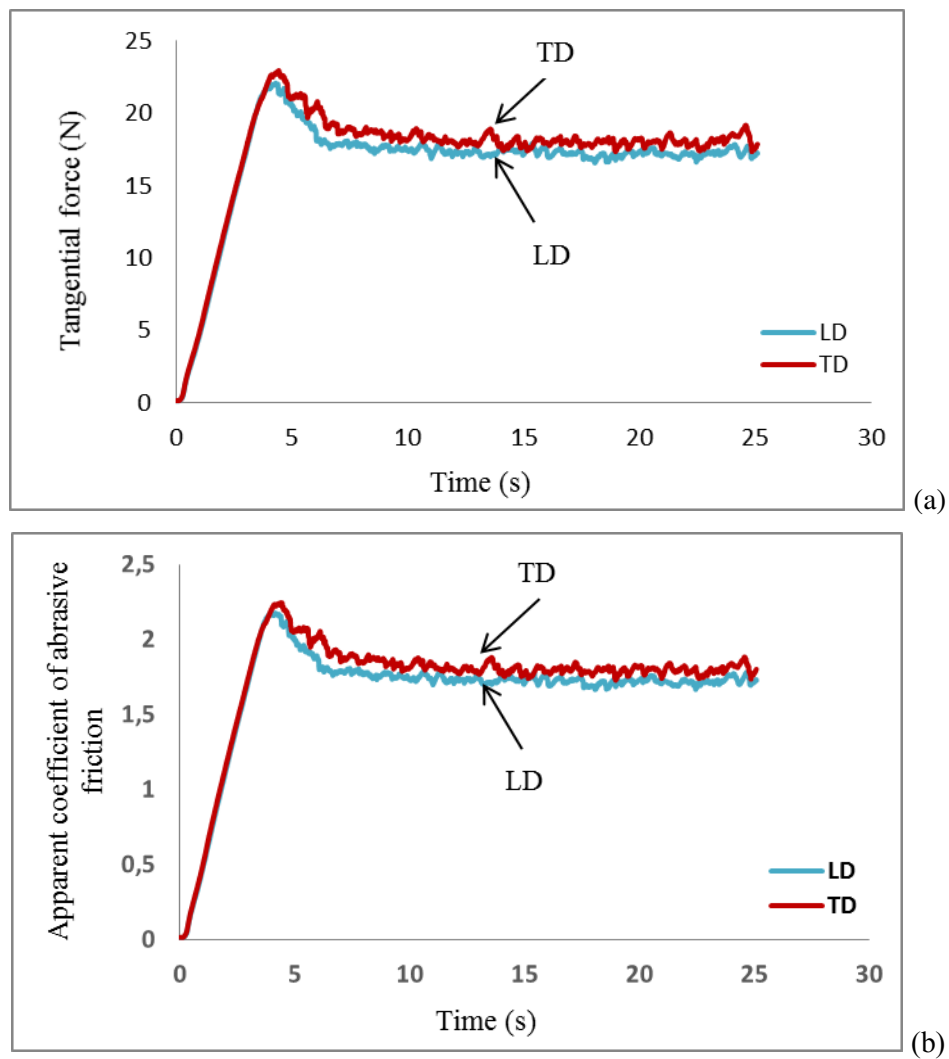 25
20
15
10
5
0
0 5 10 15 20 25 30
Tangential force (N)
Time (s)
TD
LD
LD
TD
(a)
2,5
2
1,5
1
0,5
0
0 5 10 15 20 25 30
Apparent coefficient of abrasive
friction
Time (s)
TD
LD
LD
TD
(b)